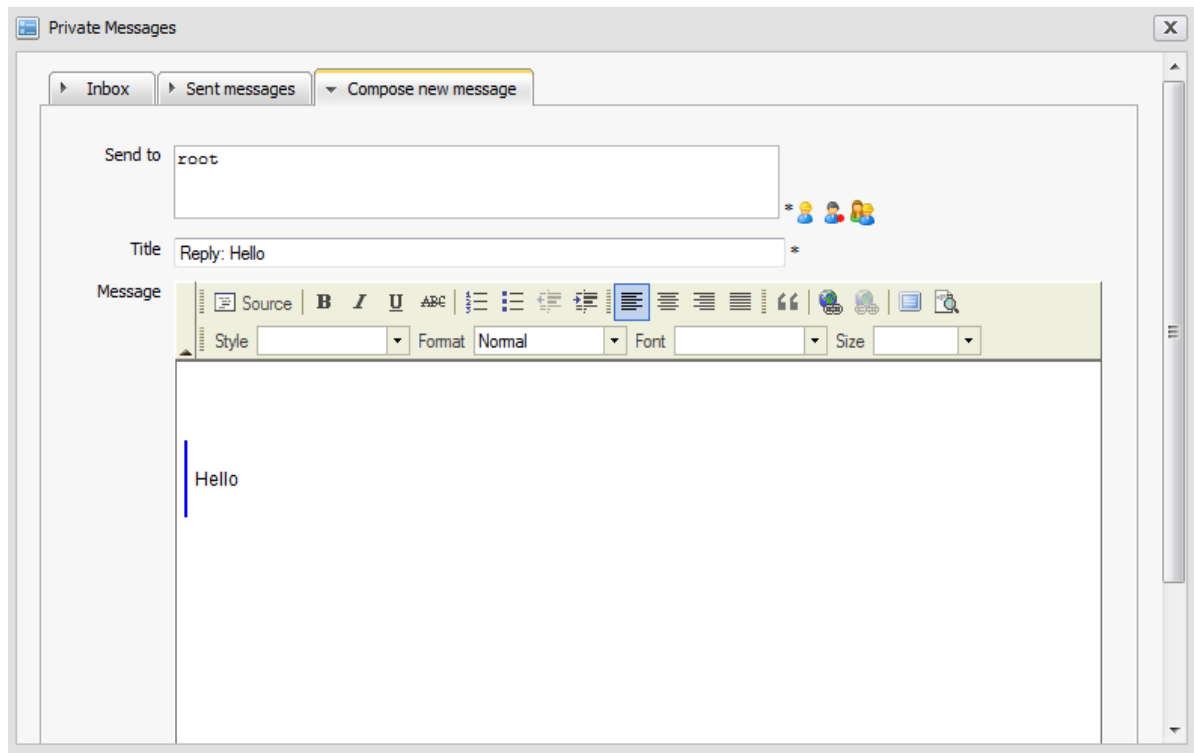 Private Messages X
Inbox Sent messages Compose new message
Send to root
*
Title Reply: Hello *
Message Source B I U ABC
Style Format Normal Font Size
Hello